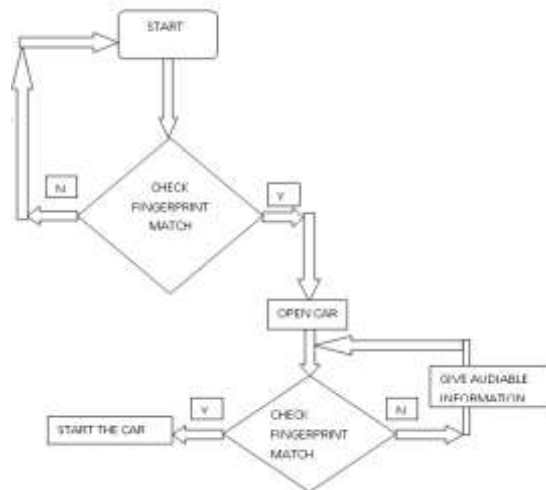 START
CHECK
FINGERPRINT
MATCH
N
Y
OPEN CAR
GIVE AUDIABLE
INFORMATION
Y
N
START THE CAR
CHECK
FINGERPRINT
MATCH